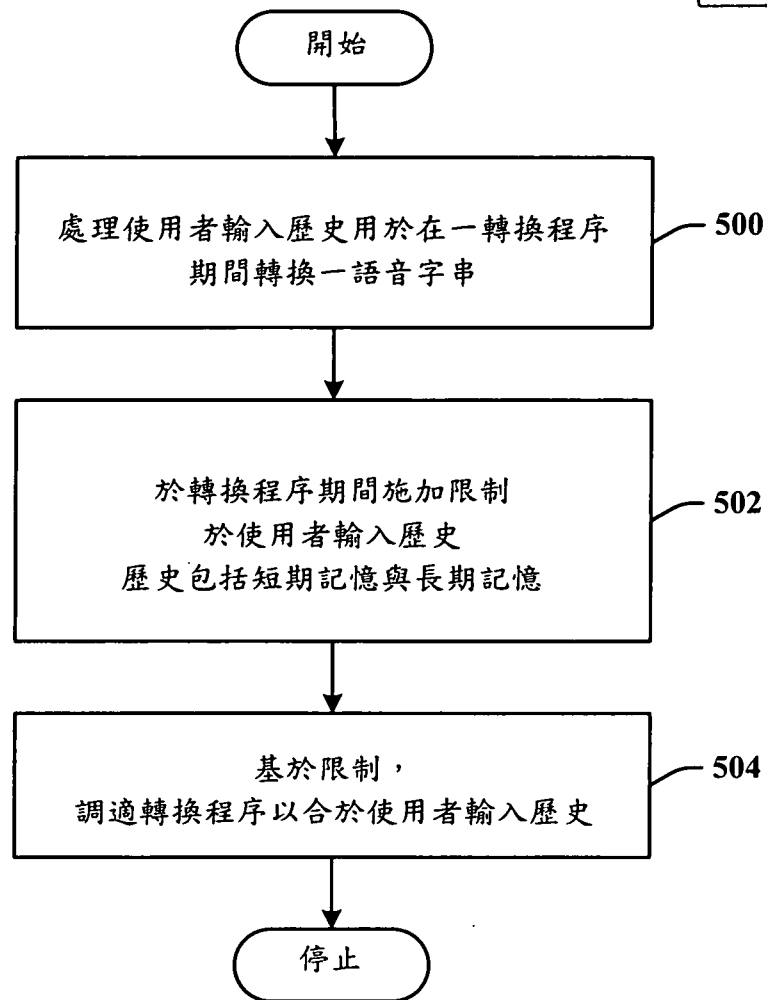 開始
處理使用者輸入歷史用於在一轉換程序
期間轉換一語音字串
500
於轉換程序期間施加限制
於使用者輸入歷史
歷史包括短期記憶與長期記憶
502
基於限制，
調適轉換程序以合於使用者輸入歷史
504
停止